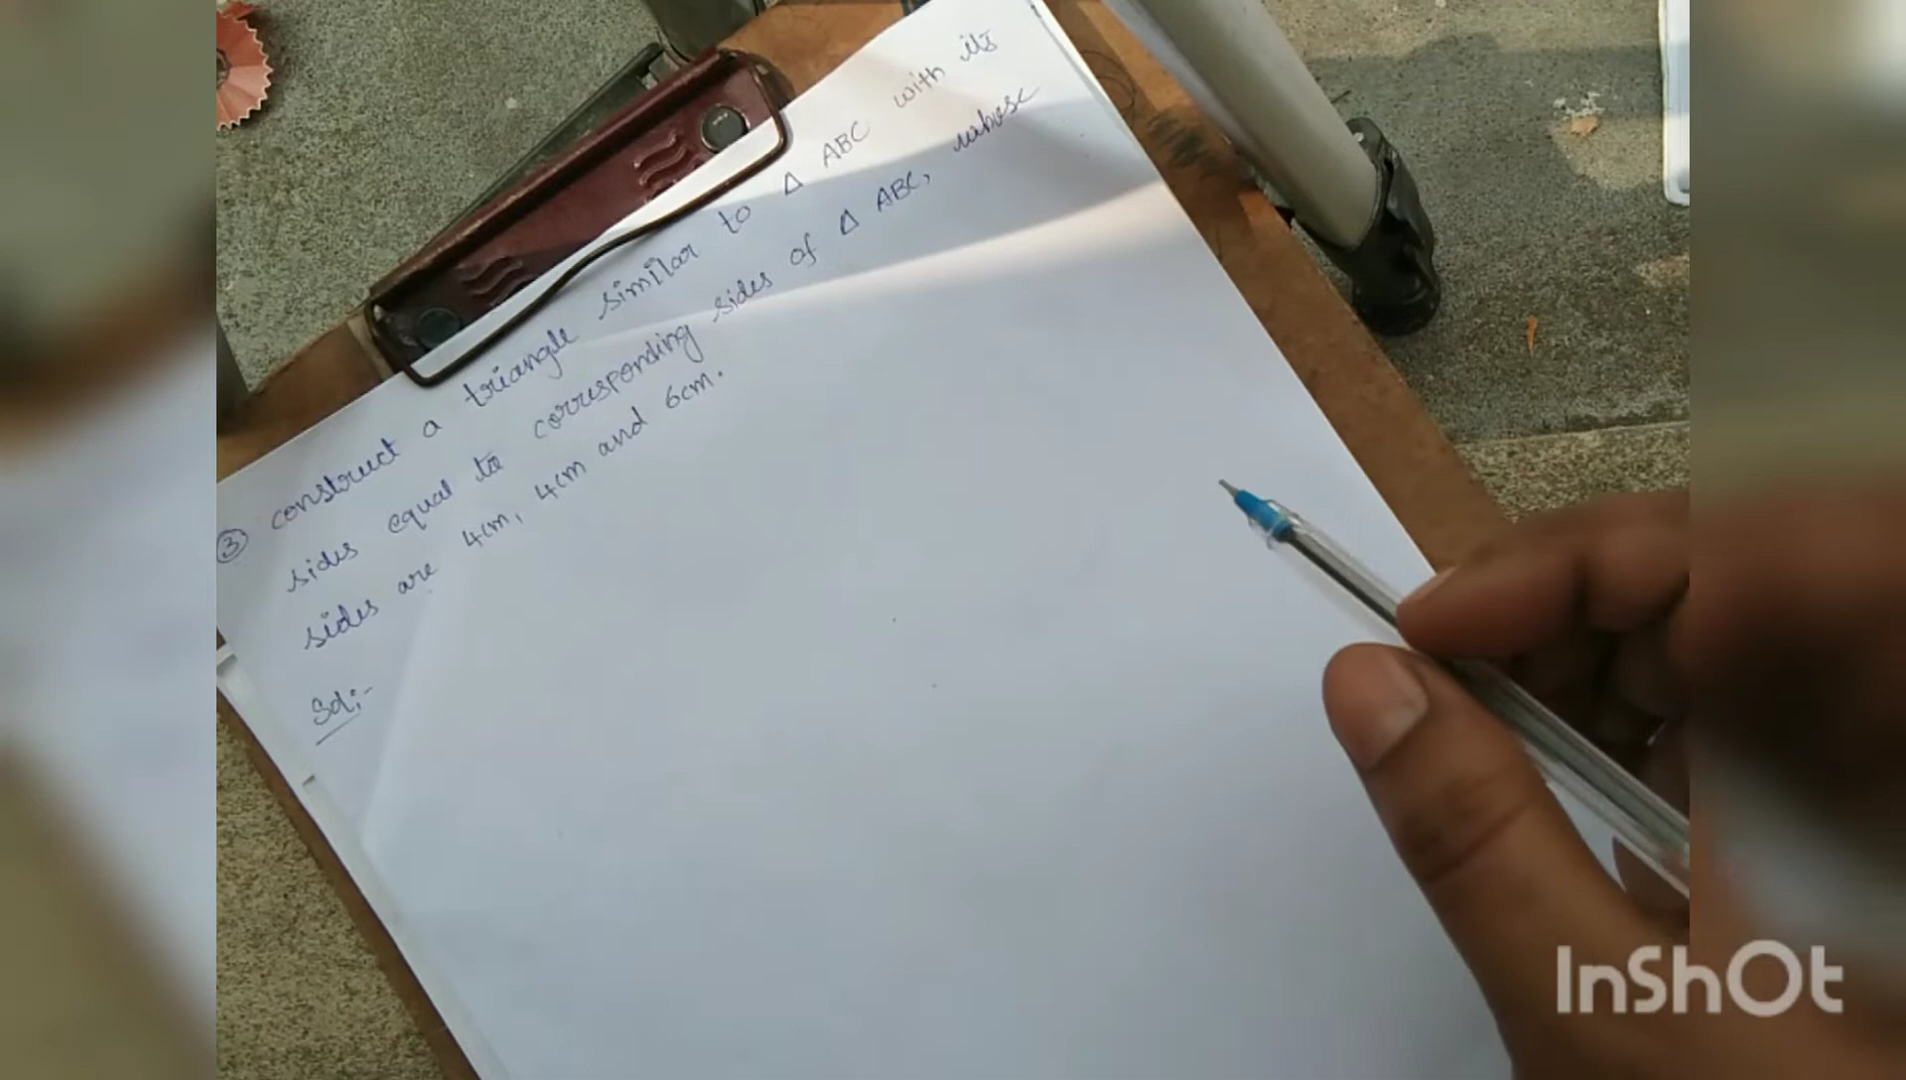 ③ construct a triangle similar to Δ ABC with its
sides equal to corresponding sides of Δ ABC, whose
sides are 4cm, 4cm and 6cm.
Sol:-
InShOt